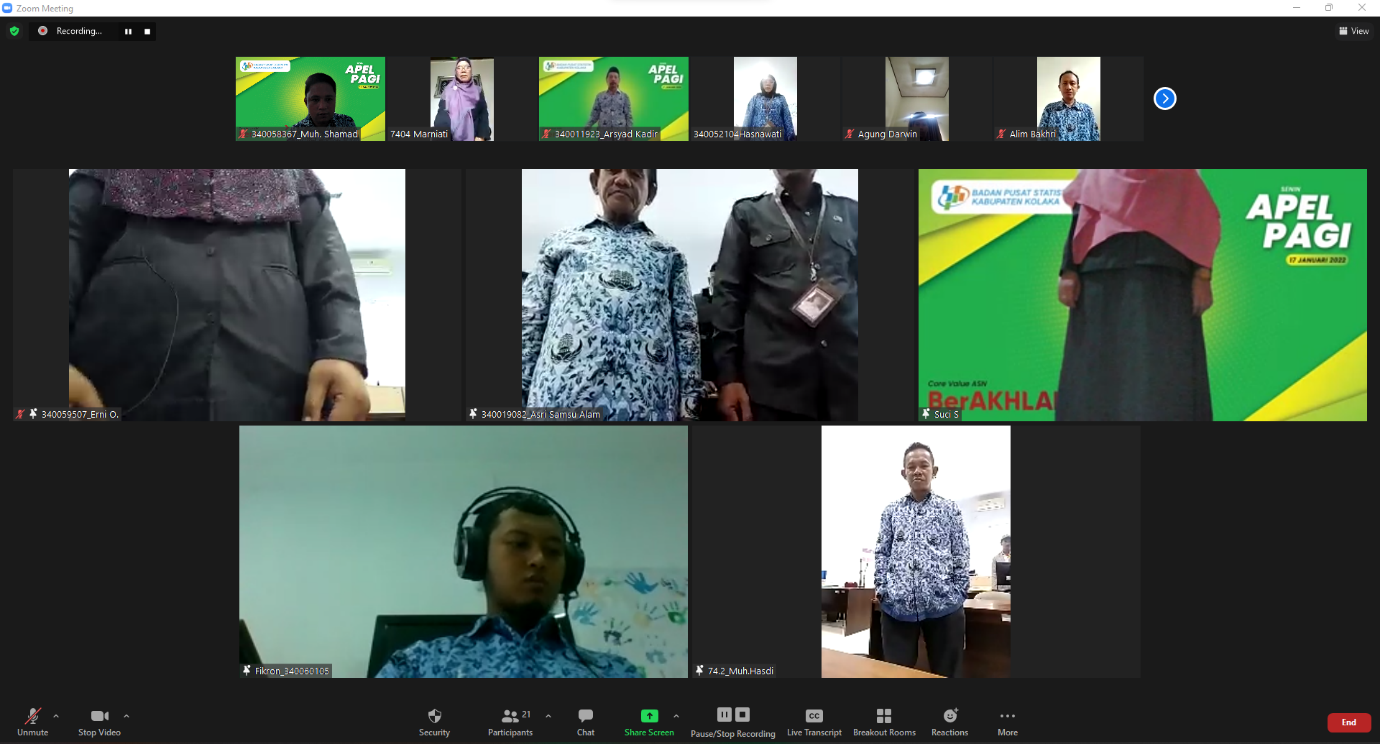 Zoom Meeting
Recording...
View
APEL
PAGI
340058367_Muh. Shamad
7404 Marniati
APEL
PAGI
340011923_Arsyad Kadir
340052104Hasnawati
Agung Darwin
Alim Bakhri
340059507_Erni O.
340019082_Asri Samsu Alam
BADAN PUSAT STATIS
KABUPATEN KOLAKA
SENIN
APEL
PAGI
17 JANUARI 2022
Core Value ASN
BerAKHLA
Suci S
Fikron_340060105
74.2_Muh.Hasdi
Unmute
Stop Video
Security
Participants
21
Chat
Share Screen
Pause/Stop Recording
Live Transcript
CC
Breakout Rooms
Reactions
More
End